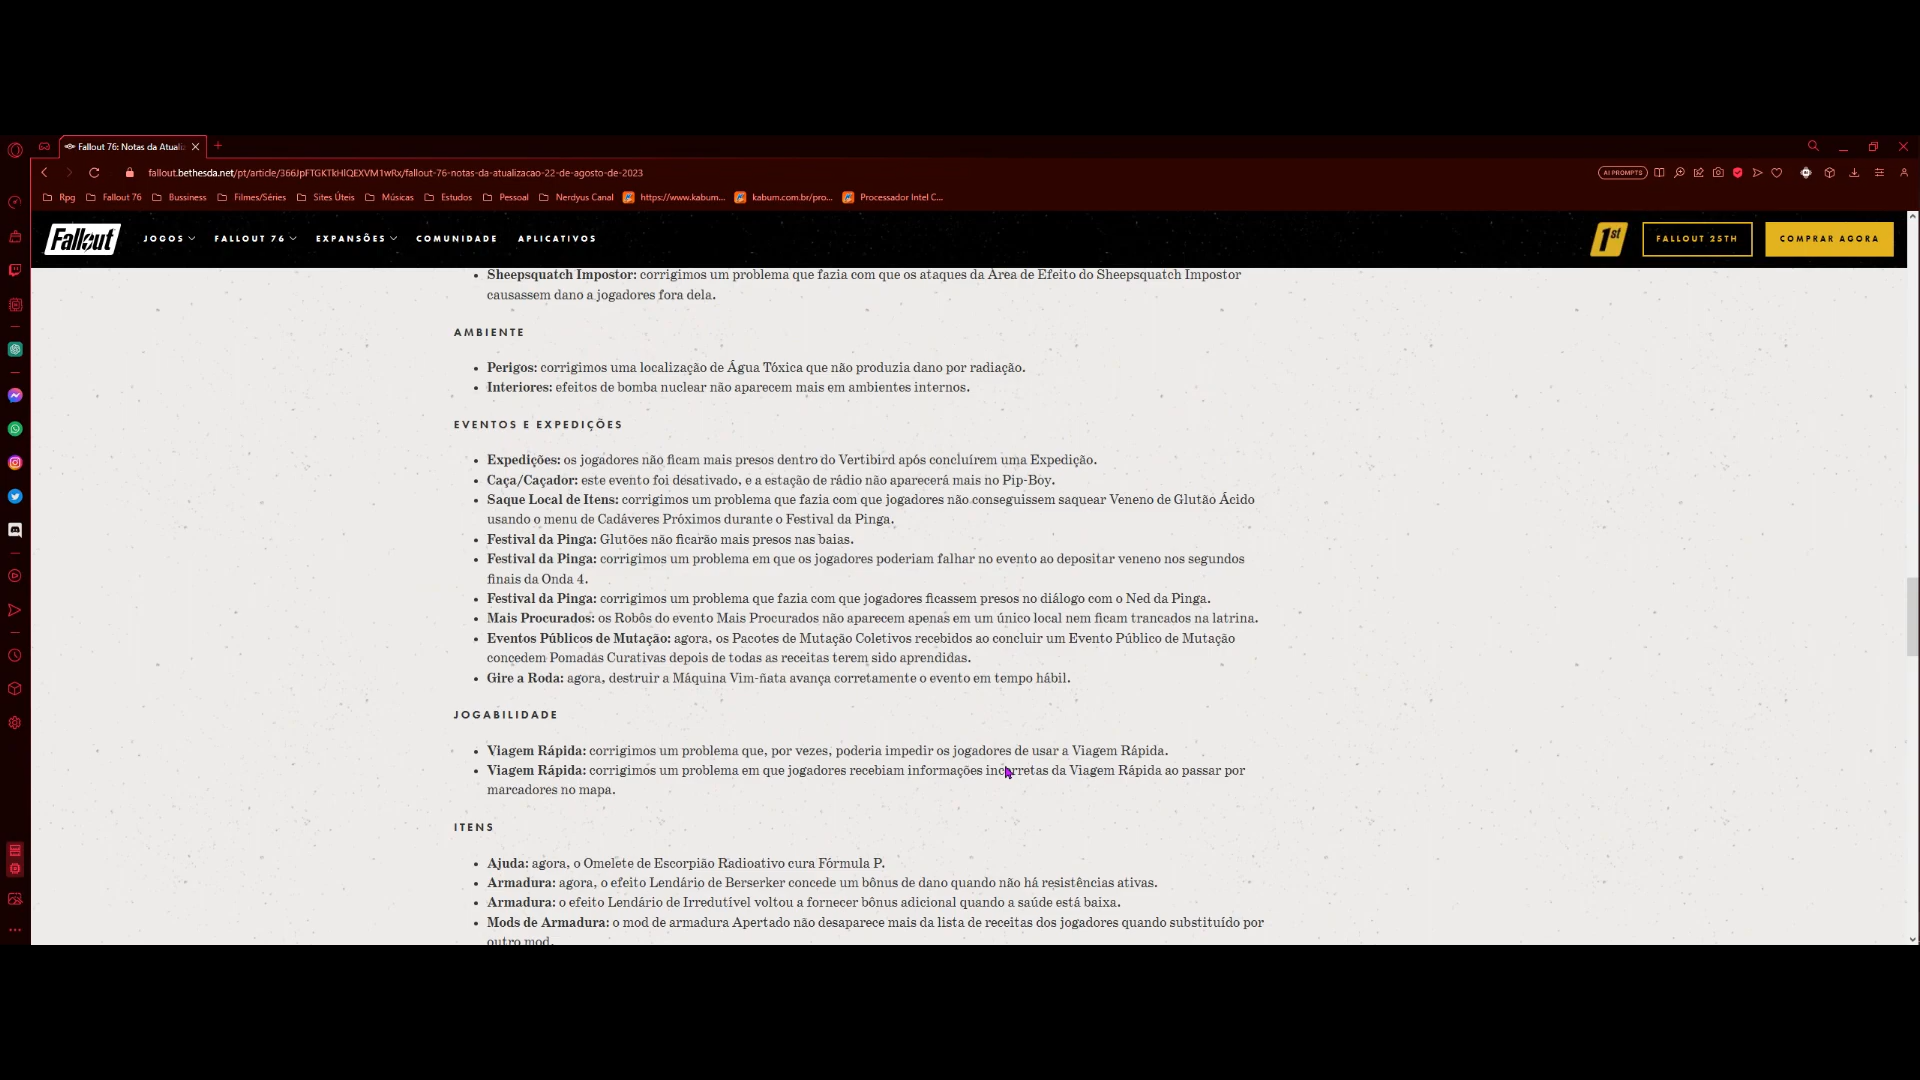 Fallout 76: Notas da Atuali
fallout.bethesda.net/pt/article/366JpFTGKTkHlQEXVM1wRx/fallout-76-notas-da-atualizacao-22-de-agosto-de-2023
AI PROMPTS
Rpg Fallout 76 Bussiness Filmes/Séries Sites Úteis Músicas Estudos Pessoal Nerdyus Canal https://www.kabum... kabum.com.br/pro... Processador Intel C...
Fallout JOGOS FALLOUT 76 EXPANSÕES COMUNIDADE APLICATIVOS 1st FALLOUT 25TH COMPRAR AGORA
• Sheepsquatch Impostor: corrigimos um problema que fazia com que os ataques da Área de Efeito do Sheepsquatch Impostor
causassem dano a jogadores fora dela.
AMBIENTE
• Perigos: corrigimos uma localização de Água Tóxica que não produzia dano por radiação.
• Interiores: efeitos de bomba nuclear não aparecem mais em ambientes internos.
EVENTOS E EXPEDIÇÕES
• Expedições: os jogadores não ficam mais presos dentro do Vertibird após concluírem uma Expedição.
• Caça/Caçador: este evento foi desativado, e a estação de rádio não aparecerá mais no Pip-Boy.
• Saque Local de Itens: corrigimos um problema que fazia com que jogadores não conseguissem saquear Veneno de Glutão Ácido
usando o menu de Cadáveres Próximos durante o Festival da Pinga.
• Festival da Pinga: Glutões não ficarão mais presos nas baias.
• Festival da Pinga: corrigimos um problema em que os jogadores poderiam falhar no evento ao depositar veneno nos segundos
finais da Onda 4.
• Festival da Pinga: corrigimos um problema que fazia com que jogadores ficassem presos no diálogo com o Ned da Pinga.
• Mais Procurados: os Robôs do evento Mais Procurados não aparecem apenas em um único local nem ficam trancados na latrina.
• Eventos Públicos de Mutação: agora, os Pacotes de Mutação Coletivos recebidos ao concluir um Evento Público de Mutação
concedem Pomadas Curativas depois de todas as receitas terem sido aprendidas.
• Gire a Roda: agora, destruir a Máquina Vim-ñata avança corretamente o evento em tempo hábil.
JOGABILIDADE
• Viagem Rápida: corrigimos um problema que, por vezes, poderia impedir os jogadores de usar a Viagem Rápida.
• Viagem Rápida: corrigimos um problema em que jogadores recebiam informações incorretas da Viagem Rápida ao passar por
marcadores no mapa.
ITENS
• Ajuda: agora, o Omelete de Escorpião Radioativo cura Fórmula P.
• Armadura: agora, o efeito Lendário de Berserker concede um bônus de dano quando não há resistências ativas.
• Armadura: o efeito Lendário de Irredutível voltou a fornecer bônus adicional quando a saúde está baixa.
• Mods de Armadura: o mod de armadura Apertado não desaparece mais da lista de receitas dos jogadores quando substituído por
outro mod.